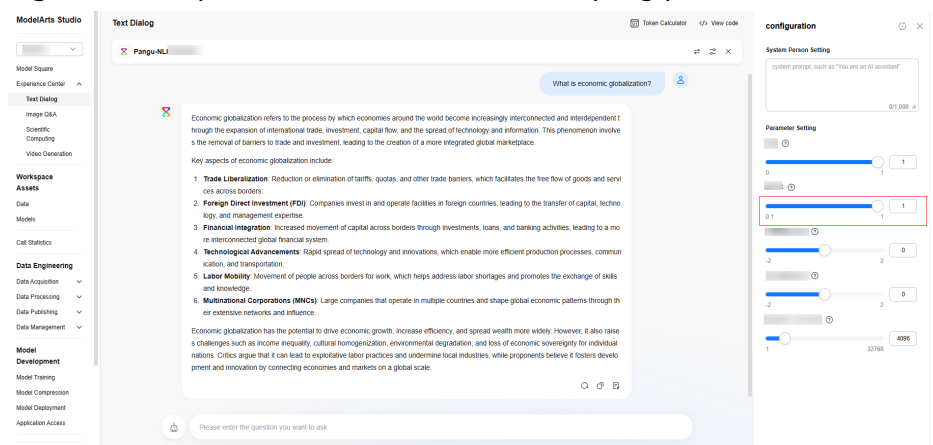 ModelArts Studio
Model Square
Experience Center
Text Dialog
Image Q&A
Scientific
Computing
Video Generation
Workspace
Assets
Data
Models
Call Statistics
Data Engineering
Data Acquisition
Data Processing
Data Publishing
Data Management
Model
Development
Model Training
Model Compression
Model Deployment
Application Access
Text Dialog
Token Calculator
</> View code
Pangu-NLI
What is economic globalization?
Economic globalization refers to the process by which economies around the world become increasingly interconnected and interdependent t
hrough the expansion of international trade, investment, capital flow, and the spread of technology and information. This phenomenon involve
s the removal of barriers to trade and investment, leading to the creation of a more integrated global marketplace.
Key aspects of economic globalization include:
1. Trade Liberalization: Reduction or elimination of tariffs, quotas, and other trade barriers, which facilitates the free flow of goods and servi
ces across borders.
2. Foreign Direct Investment (FDI): Companies invest in and operate facilities in foreign countries, leading to the transfer of capital, techno
logy, and management expertise.
3. Financial Integration: Increased movement of capital across borders through investments, loans, and banking activities, leading to a mo
re interconnected global financial system.
4. Technological Advancements: Rapid spread of technology and innovations, which enable more efficient production processes, commun
ication, and transportation.
5. Labor Mobility: Movement of people across borders for work, which helps address labor shortages and promotes the exchange of skills
and knowledge.
6. Multinational Corporations (MNCs): Large companies that operate in multiple countries and shape global economic patterns through th
eir extensive networks and influence.
Economic globalization has the potential to drive economic growth, increase efficiency, and spread wealth more widely. However, it also raise
s challenges such as income inequality, cultural homogenization, environmental degradation, and loss of economic sovereignty for individual
nations. Critics argue that it can lead to exploitative labor practices and undermine local industries, while proponents believe it fosters develo
pment and innovation by connecting economies and markets on a global scale.
Please enter the question you want to ask
configuration
System Person Setting
system prompt, such as "You are an AI assistant".
0/1,000
Parameter Setting
1
0 1
1
0.1 1
0
-2 2
0
-2 2
4096
1 32768